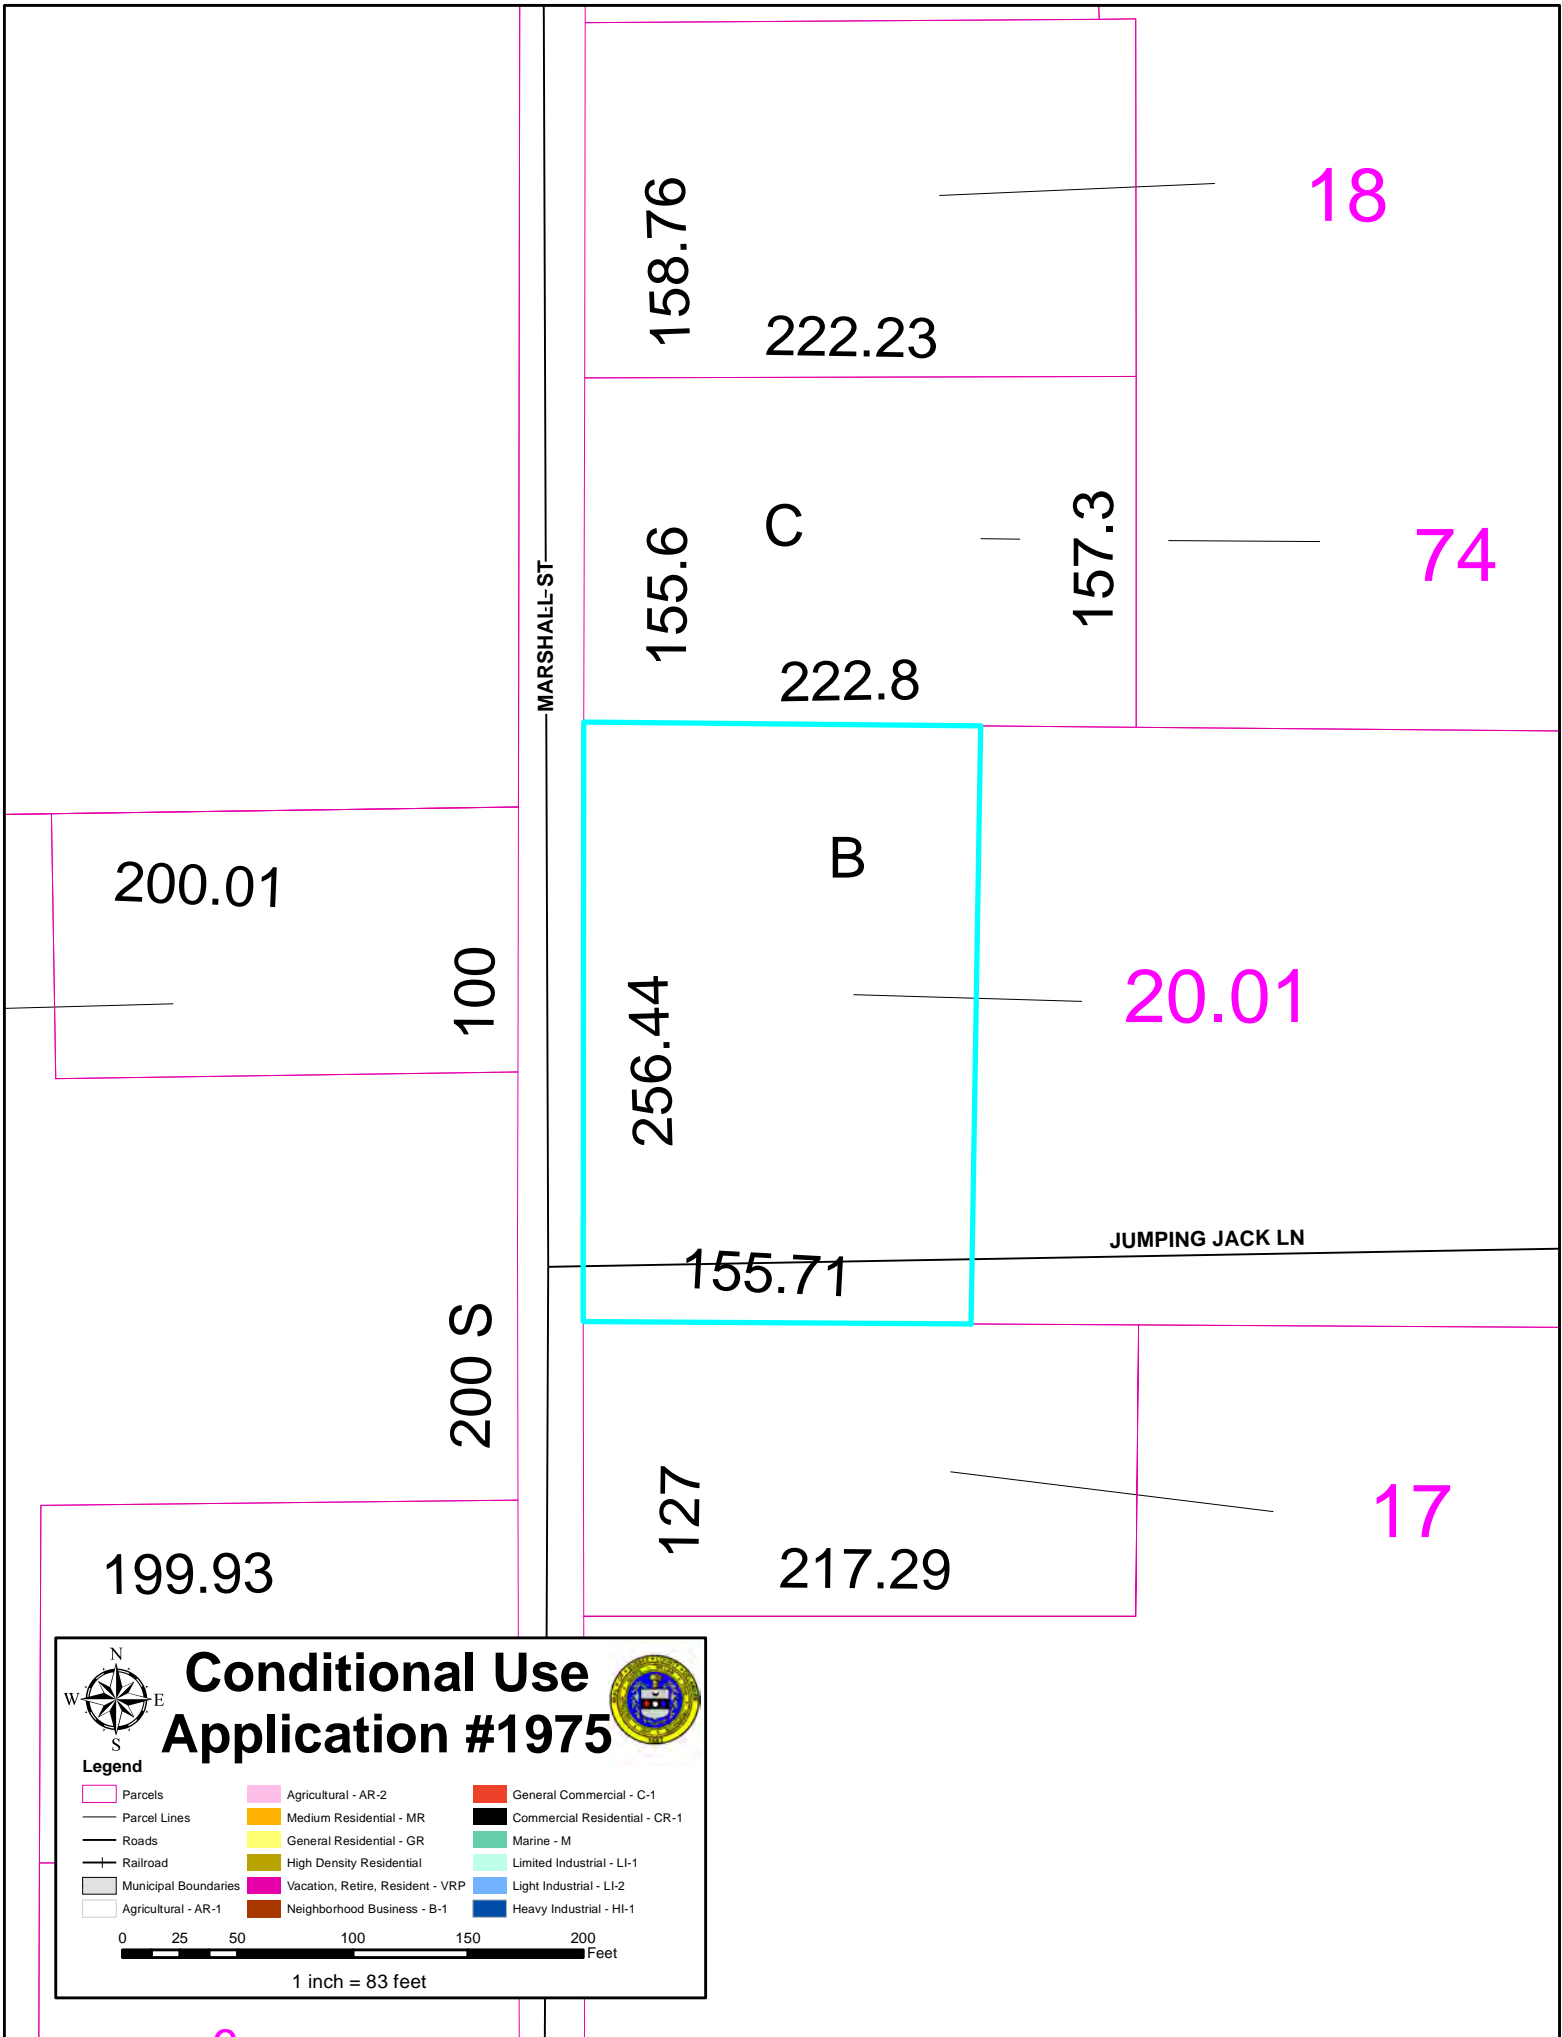 18
158.76
222.23
C
74
157.3
155.6
MARSHALL ST
222.8
B
200.01
100
20.01
256.44
JUMPING JACK LN
155.71
200 S
127
17
217.29
199.93
N
W E
S
Conditional Use
Application #1975
Legend
Parcels
Parcel Lines
Roads
Railroad
Municipal Boundaries
Agricultural - AR-1
Agricultural - AR-2
Medium Residential - MR
General Residential - GR
High Density Residential
Vacation, Retire, Resident - VRP
Neighborhood Business - B-1
General Commercial - C-1
Commercial Residential - CR-1
Marine - M
Limited Industrial - LI-1
Light Industrial - LI-2
Heavy Industrial - HI-1
0 25 50 100 150 200
Feet
1 inch = 83 feet